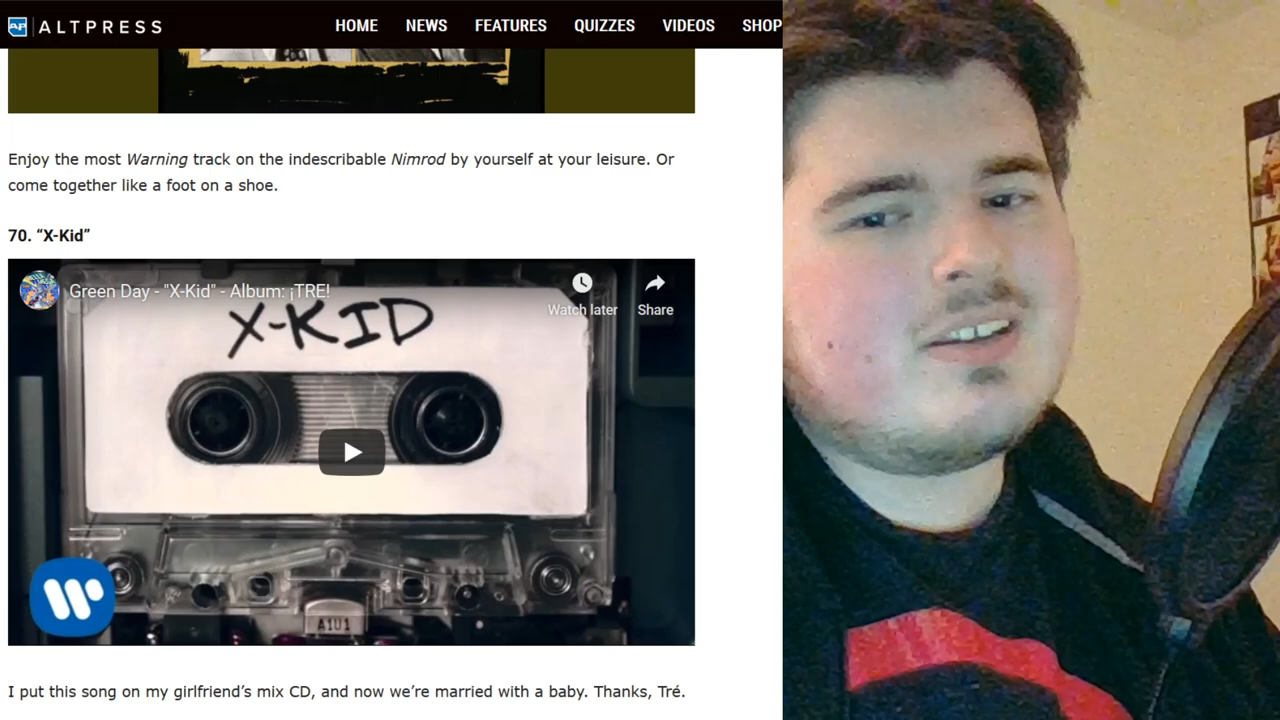 AP ALTPRESS HOME NEWS FEATURES QUIZZES VIDEOS SHOP
Enjoy the most Warning track on the indescribable Nimrod by yourself at your leisure. Or
come together like a foot on a shoe.
70. “X-Kid”
Green Day - "X-Kid" - Album: ¡TRE!
Watch later Share
X-KID
A1U1
I put this song on my girlfriend’s mix CD, and now we’re married with a baby. Thanks, Tré.